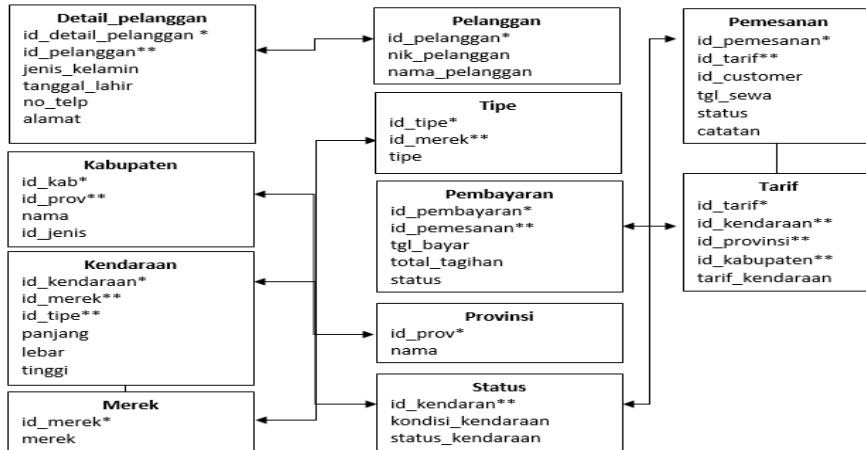 Detail_pelanggan
id_detail_pelanggan *
id_pelanggan**
jenis_kelamin
tanggal_lahir
no_telp
alamat
Kabupaten
id_kab*
id_prov**
nama
id_jenis
Kendaraan
id_kendaraan*
id_merek**
id_tipe**
panjang
lebar
tinggi
Merek
id_merek*
merek
Pelanggan
id_pelanggan*
nik_pelanggan
nama_pelanggan
Tipe
id_tipe*
id_merek**
tipe
Pembayaran
id_pembayaran*
id_pemesanan**
tgl_bayar
total_tagihan
status
Provinsi
id_prov*
nama
Status
id_kendaran**
kondisi_kendaraan
status_kendaraan
Pemesanan
id_pemesanan*
id_tarif**
id_customer
tgl_sewa
status
catatan
Tarif
id_tarif*
id_kendaraan**
id_provinsi**
id_kabupaten**
tarif_kendaraan